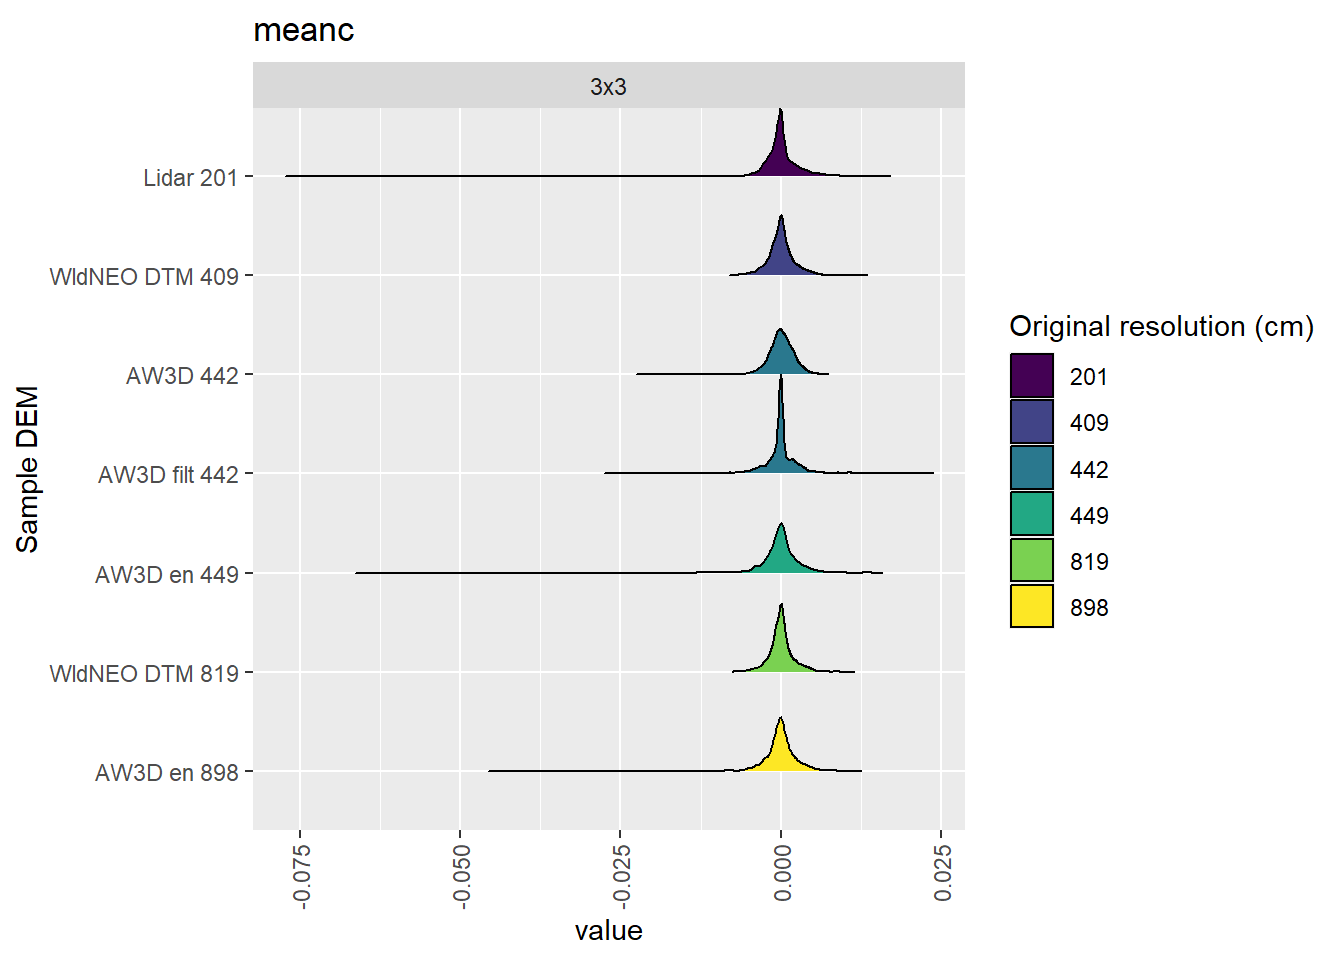 meanc
3x3
Lidar 201
WldNEO DTM 409
AW3D 442
AW3D filt 442
AW3D en 449
WldNEO DTM 819
AW3D en 898
Sample DEM
-0.075
-0.050
-0.025
0.000
0.025
value
Original resolution (cm)
201
409
442
449
819
898